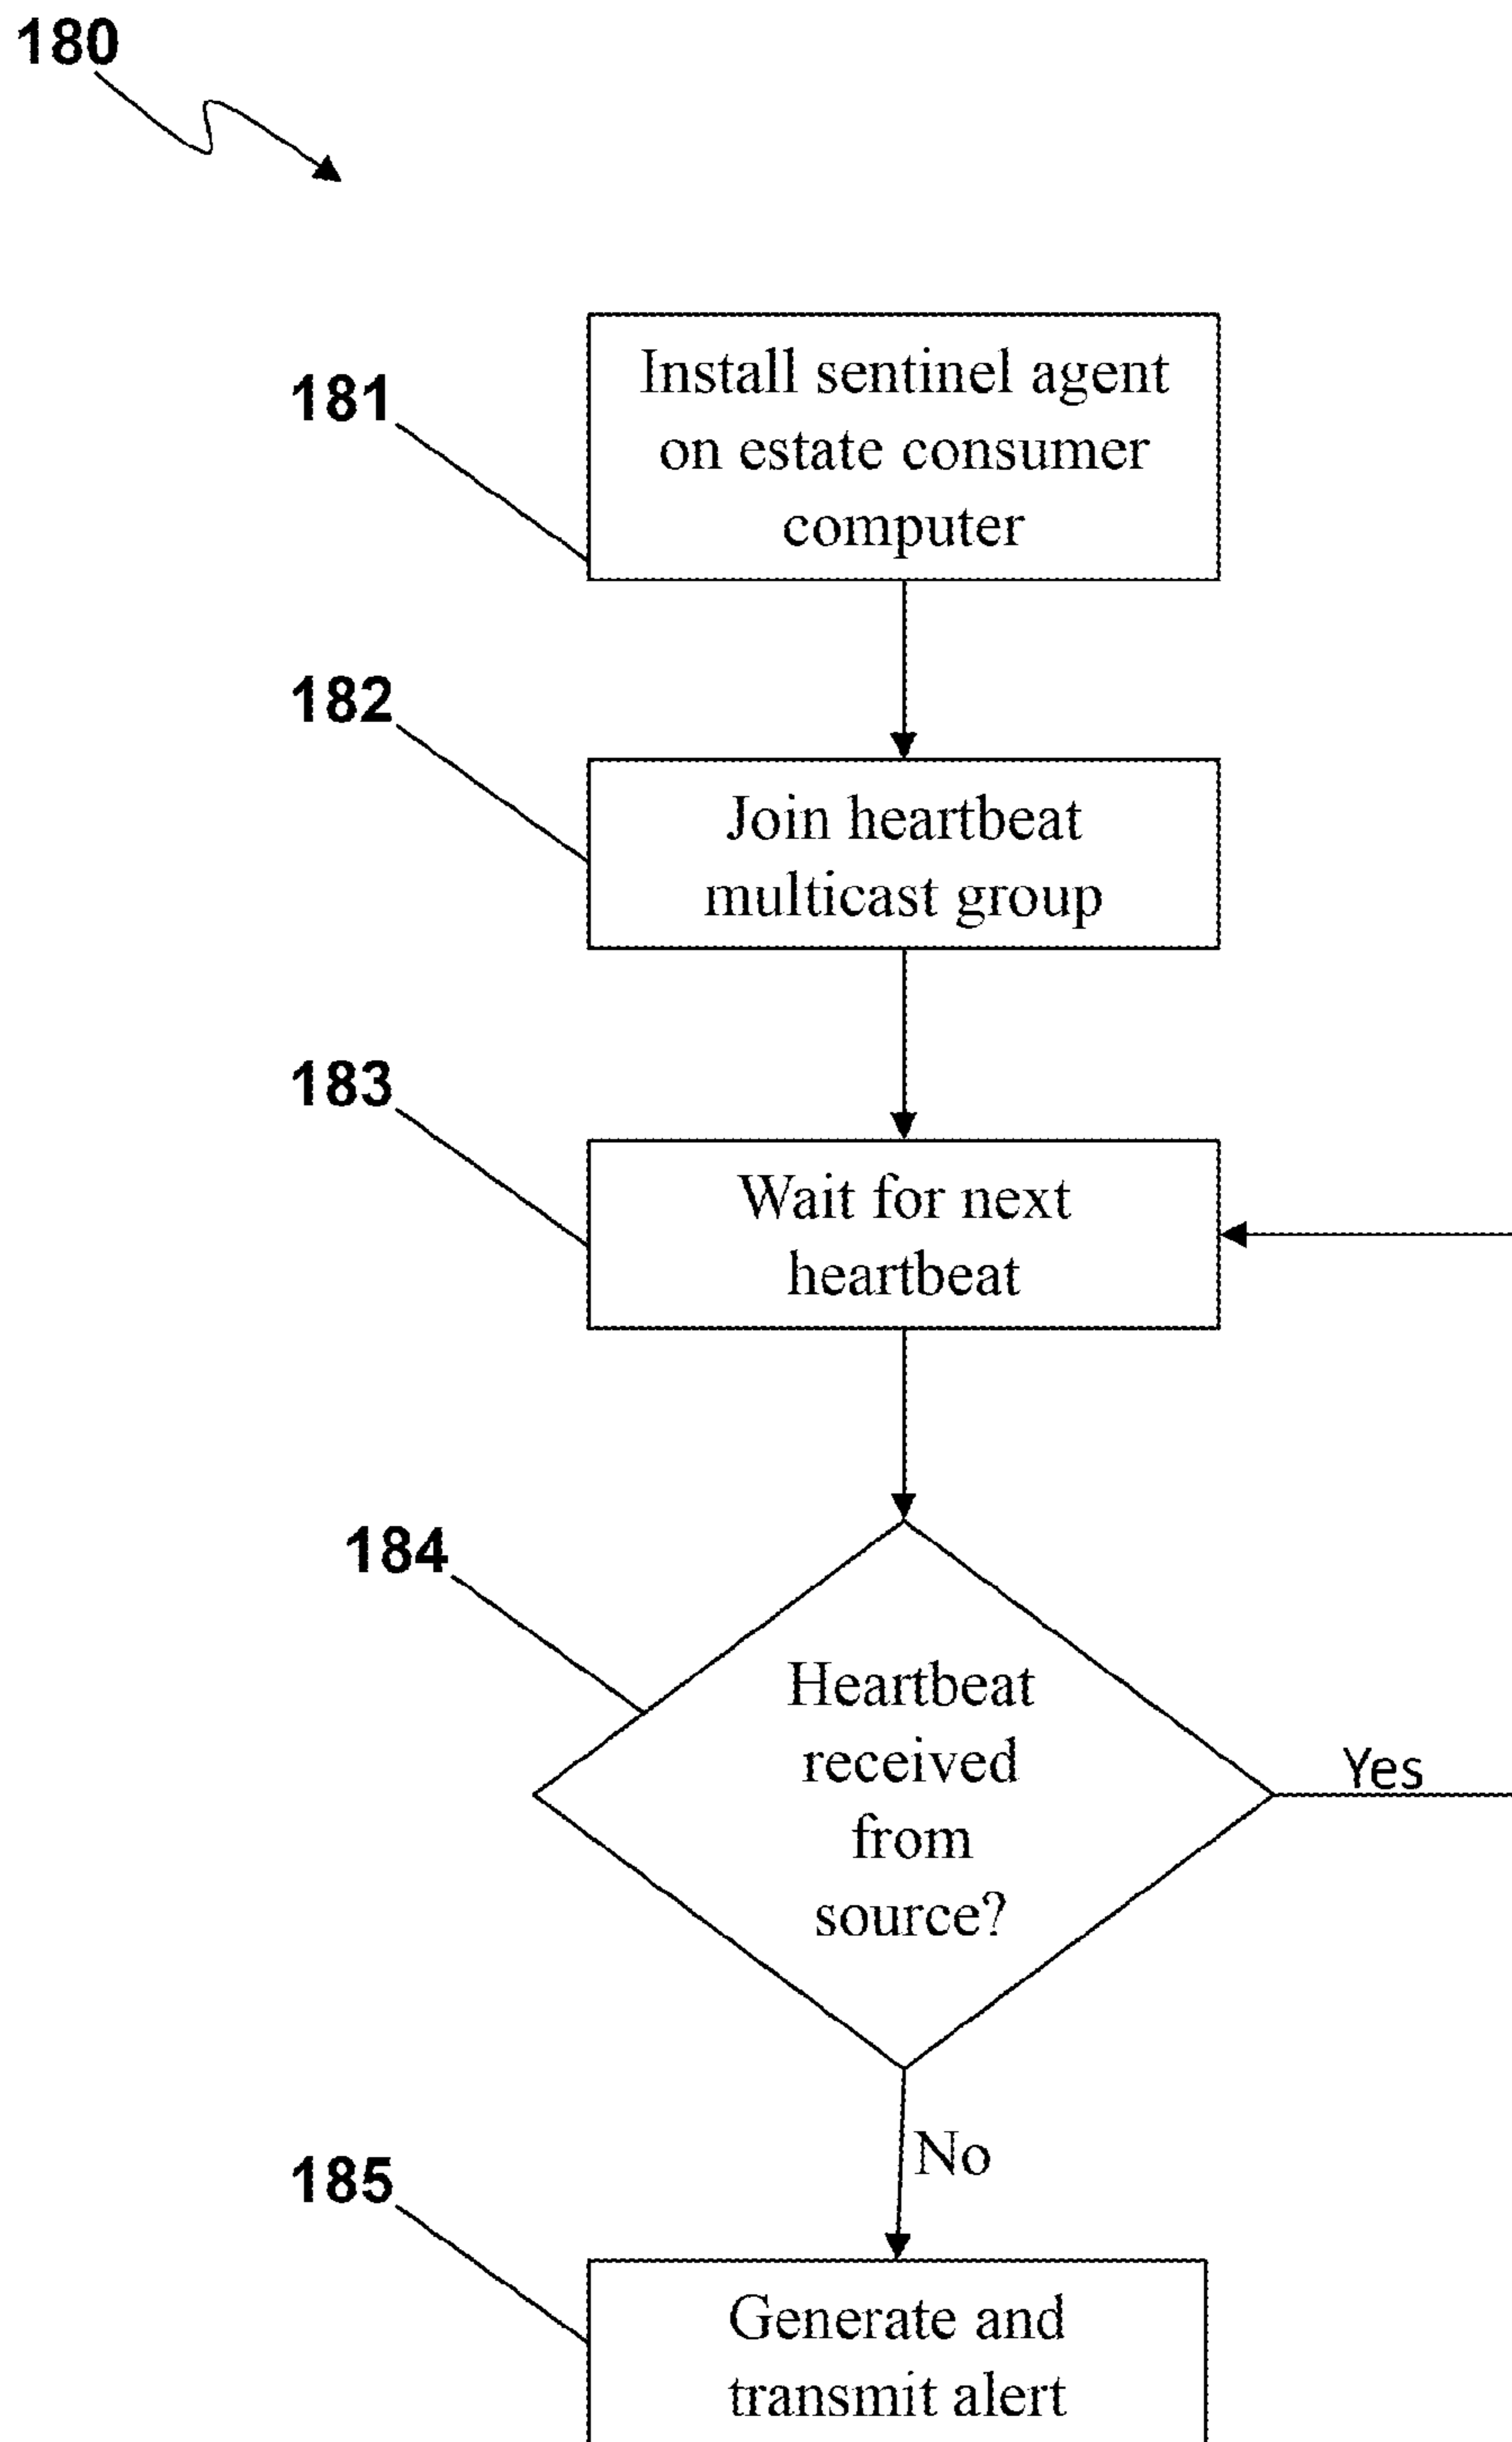 180
181
Install sentinel agent
on estate consumer
computer
182
Join heartbeat
multicast group
183
Wait for next
heartbeat
184
Heartbeat
received
from
source?
Yes
No
185
Generate and
transmit alert